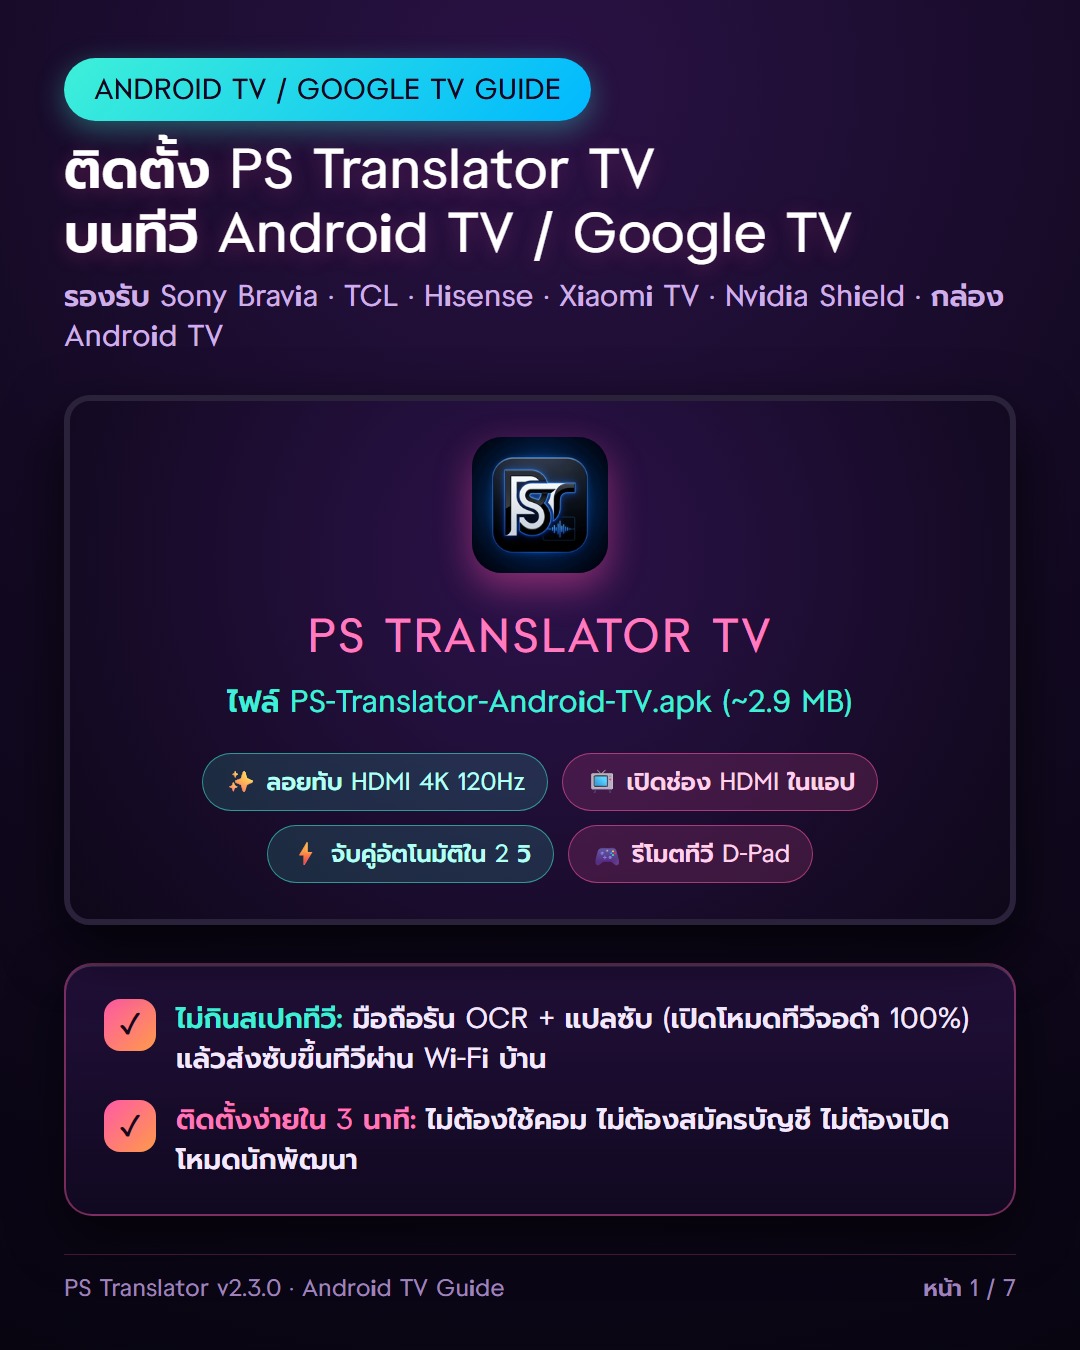 ANDROID TV / GOOGLE TV GUIDE
ติดตั้ง PS Translator TV
บนทีวี Android TV / Google TV
รองรับ Sony Bravia · TCL · Hisense · Xiaomi TV · Nvidia Shield · กล่อง
Android TV
PS
PS TRANSLATOR TV
ไฟล์ PS-Translator-Android-TV.apk (~2.9 MB)
✨ ลอยทับ HDMI 4K 120Hz
📺 เปิดช่อง HDMI ในแอป
⚡ จับคู่อัตโนมัติใน 2 วิ
🎮 รีโมตทีวี D-Pad
✓ ไม่กินสเปกทีวี: มือถือรัน OCR + แปลซับ (เปิดโหมดทีวีจอดำ 100%)
แล้วส่งซับขึ้นทีวีผ่าน Wi-Fi บ้าน
✓ ติดตั้งง่ายใน 3 นาที: ไม่ต้องใช้คอม ไม่ต้องสมัครบัญชี ไม่ต้องเปิด
โหมดนักพัฒนา
PS Translator v2.3.0 · Android TV Guide
หน้า 1 / 7